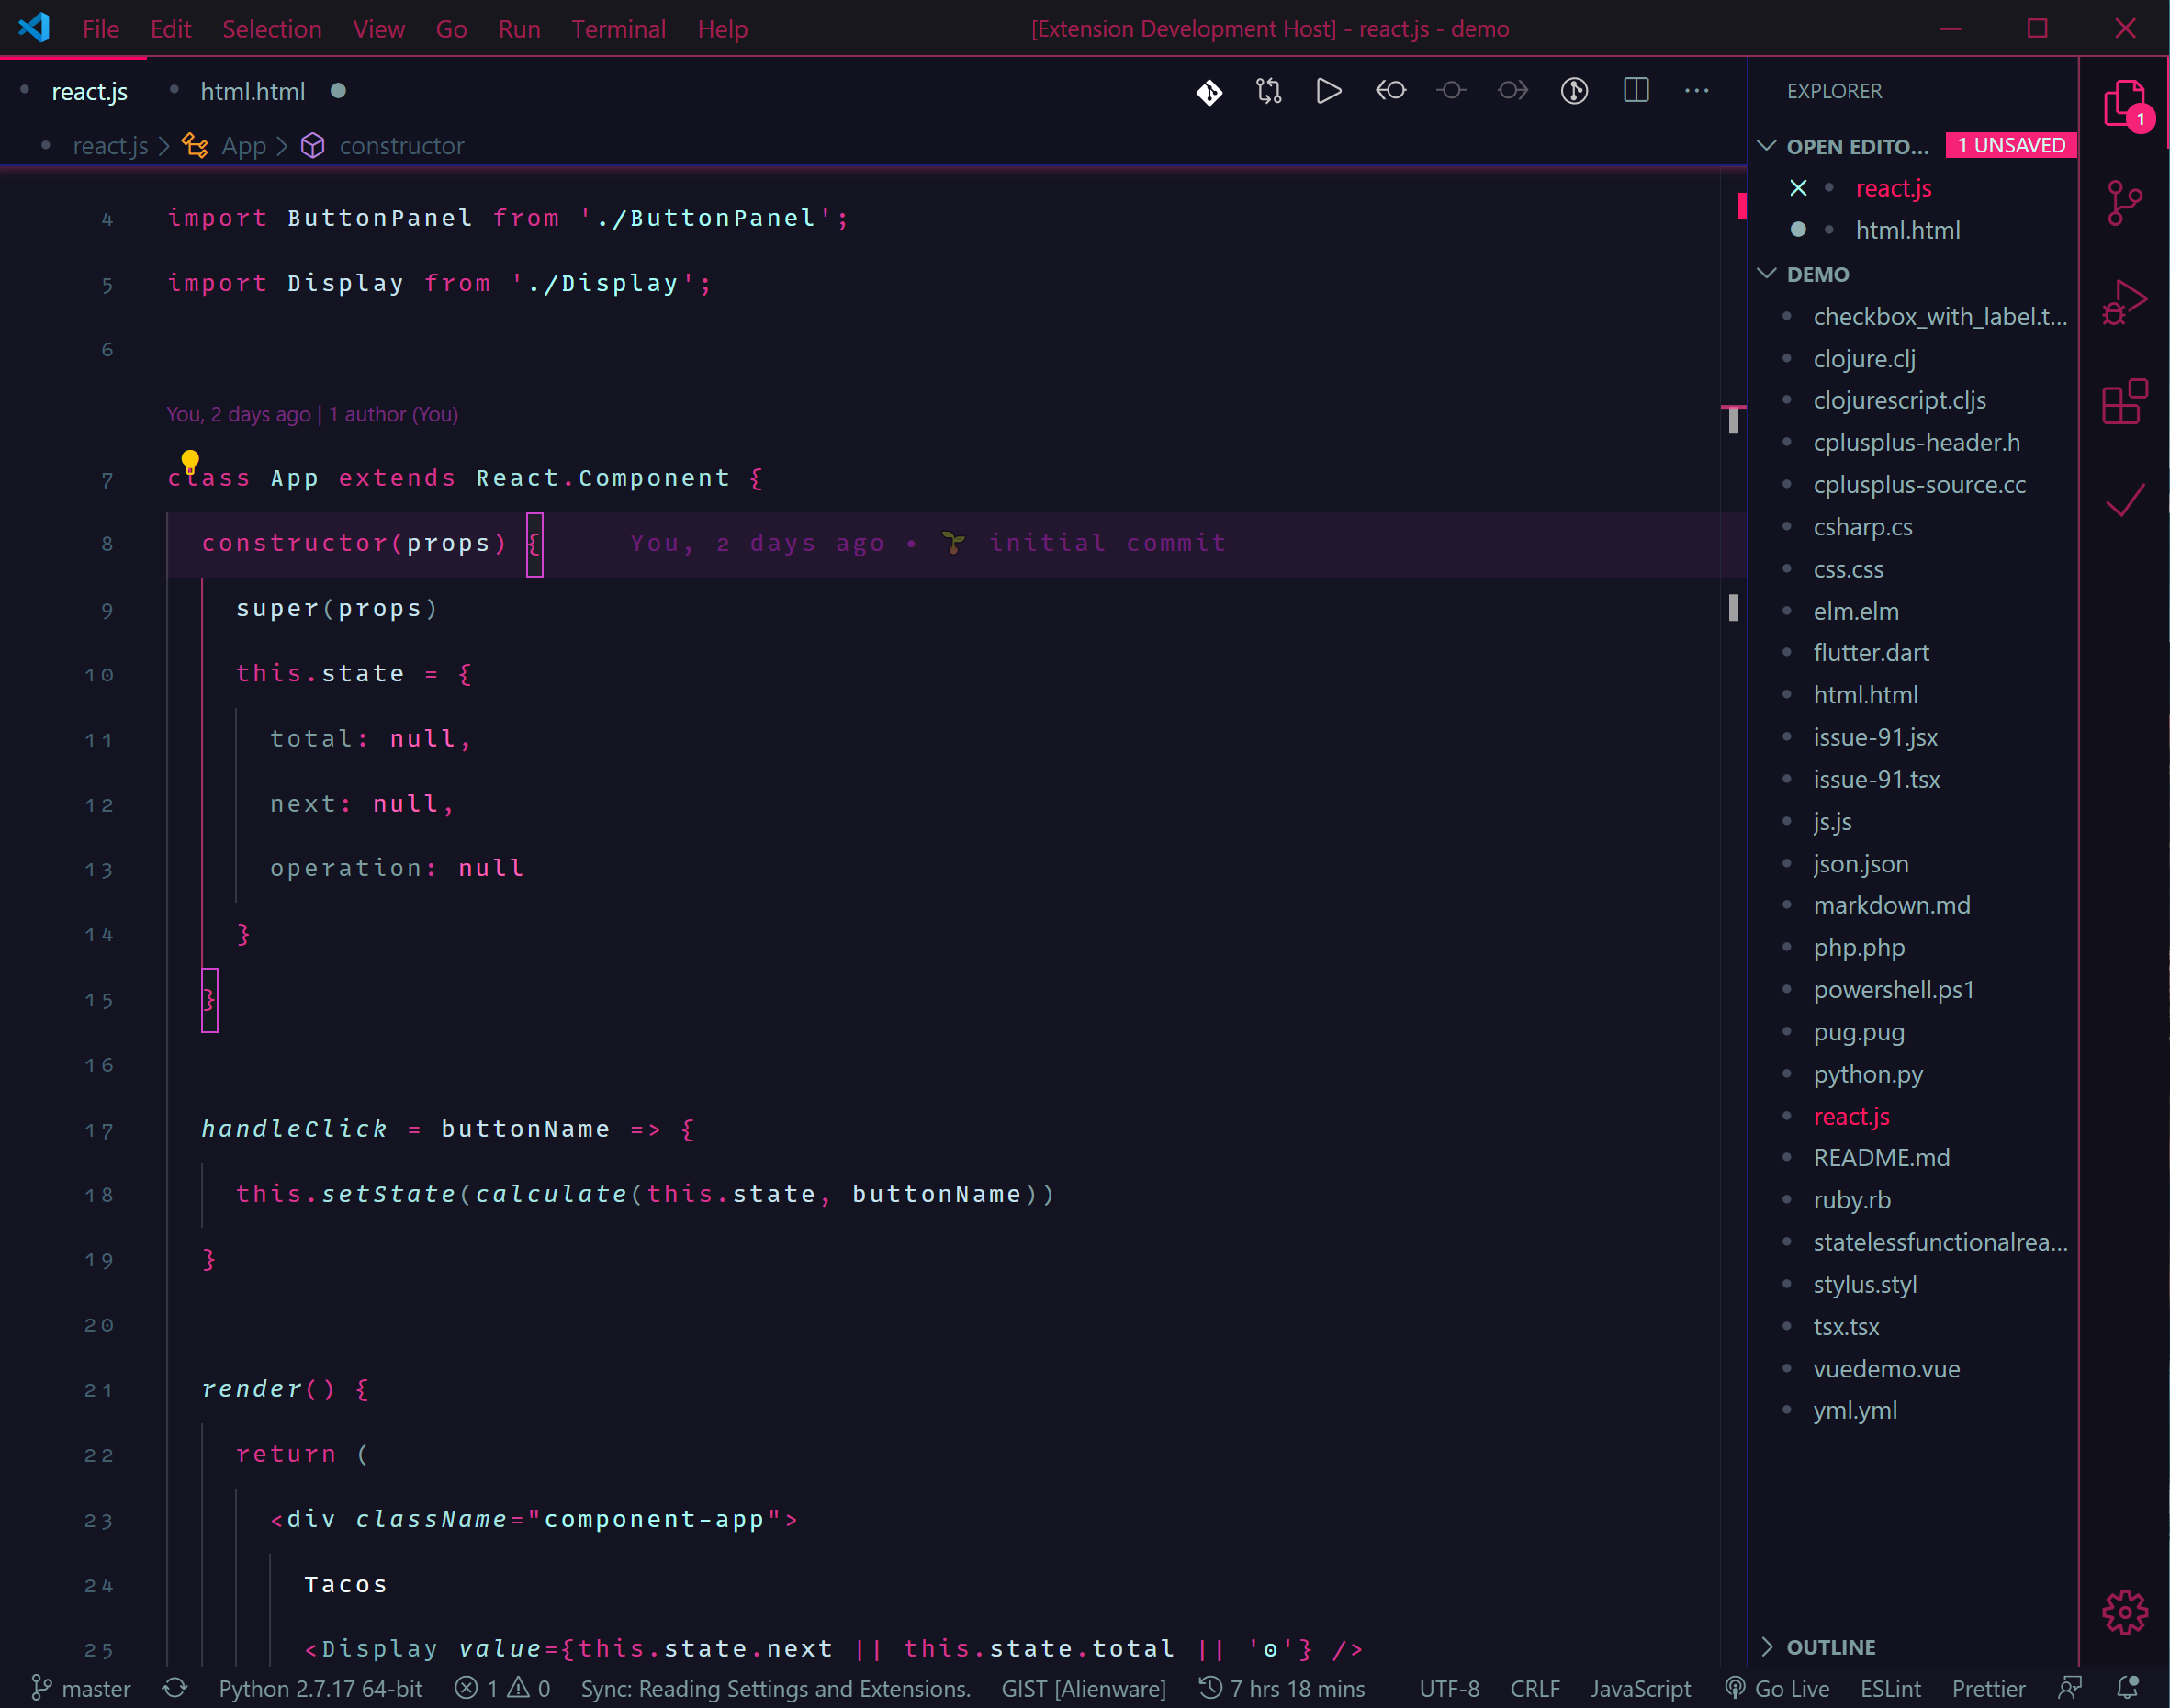 File Edit Selection View Go Run Terminal Help [Extension Development Host] - react.js - demo
react.js html.html
react.js App constructor
4 import ButtonPanel from './ButtonPanel';
5 import Display from './Display';
6
You, 2 days ago | 1 author (You)
7 class App extends React.Component {
8 constructor(props) { You, 2 days ago • initial commit
9 super(props)
10 this.state = {
11 total: null,
12 next: null,
13 operation: null
14 }
15 }
16
17 handleClick = buttonName => {
18 this.setState(calculate(this.state, buttonName))
19 }
20
21 render() {
22 return (
23 <div className="component-app">
24 Tacos
25 <Display value={this.state.next || this.state.total || '0'} />
EXPLORER
1
OPEN EDITO... 1 UNSAVED
react.js
html.html
DEMO
checkbox_with_label.t...
clojure.clj
clojurescript.cljs
cplusplus-header.h
cplusplus-source.cc
csharp.cs
css.css
elm.elm
flutter.dart
html.html
issue-91.jsx
issue-91.tsx
js.js
json.json
markdown.md
php.php
powershell.ps1
pug.pug
python.py
react.js
README.md
ruby.rb
statelessfunctionalrea...
stylus.styl
tsx.tsx
vuedemo.vue
yml.yml
OUTLINE
master Python 2.7.17 64-bit 1 0 Sync: Reading Settings and Extensions. GIST [Alienware] 7 hrs 18 mins UTF-8 CRLF JavaScript Go Live ESLint Prettier